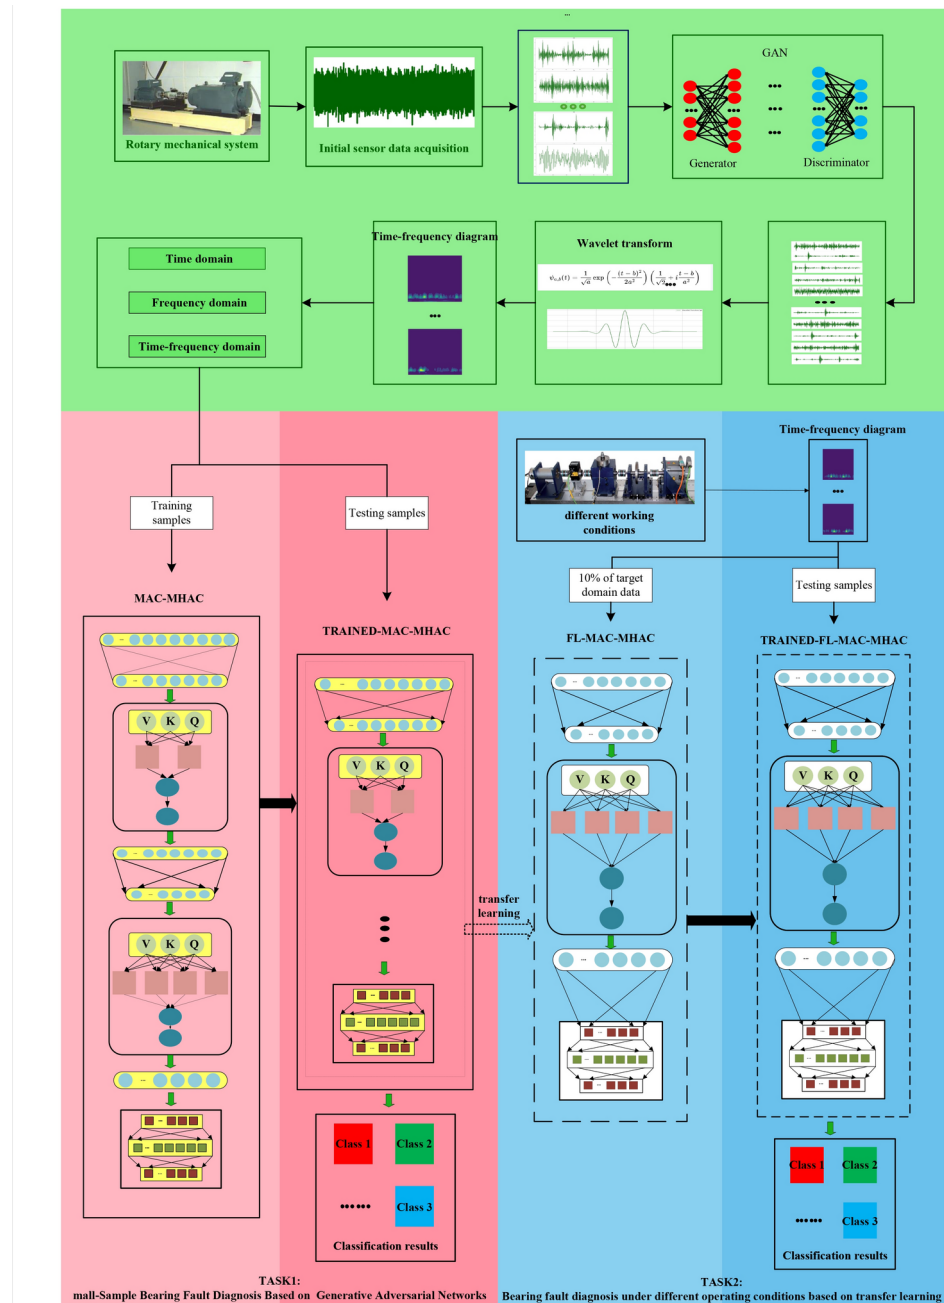 ...
GAN
Generator
Discriminator
Rotary mechanical system
Initial sensor data acquisition
Time-frequency diagram
Wavelet transform
Time domain
Frequency domain
Time-frequency domain
Training
samples
Testing samples
MAC-MHAC
TRAINED-MAC-MHAC
V K Q
V K Q
V K Q
Class 1
Class 2
Class 3
Classification results
transfer
learning
different working
conditions
Time-frequency diagram
10% of target
domain data
Testing samples
FL-MAC-MHAC
TRAINED-FL-MAC-MHAC
V K Q
V K Q
Class 1
Class 2
Class 3
Classification results
TASK1:
mall-Sample Bearing Fault Diagnosis Based on Generative Adversarial Networks
TASK2:
Bearing fault diagnosis under different operating conditions based on transfer learning